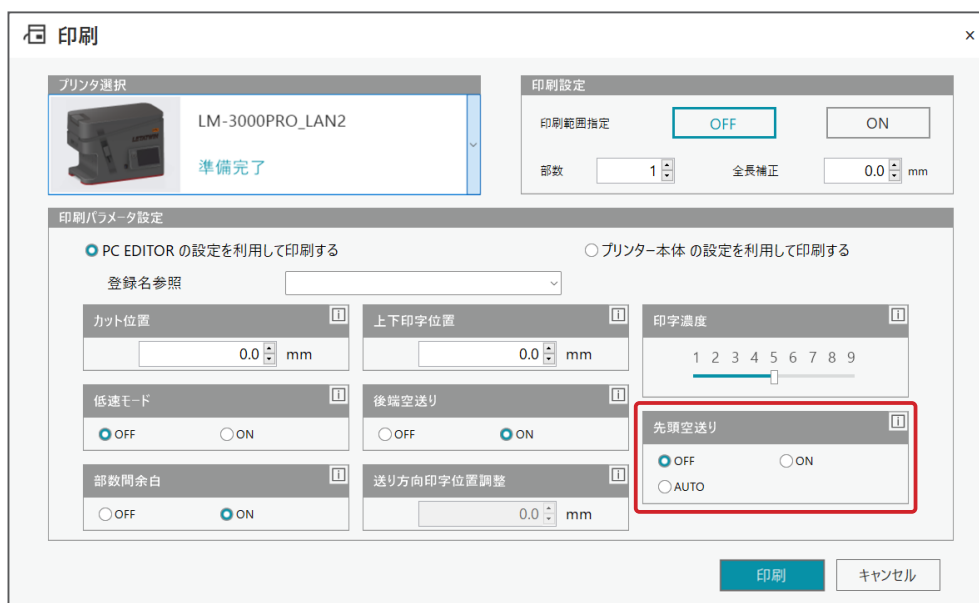 印刷
×
プリンタ選択
LM-3000PRO_LAN2
準備完了
印刷設定
印刷範囲指定 OFF ON
部数 1 全長補正 0.0 mm
印刷パラメータ設定
PC EDITOR の設定を利用して印刷する プリンター本体 の設定を利用して印刷する
登録名参照
カット位置
0.0 mm
上下印字位置
0.0 mm
印字濃度
1 2 3 4 5 6 7 8 9
低速モード
OFF ON
後端空送り
OFF ON
先頭空送り
OFF ON
AUTO
部数間余白
OFF ON
送り方向印字位置調整
0.0 mm
印刷 キャンセル